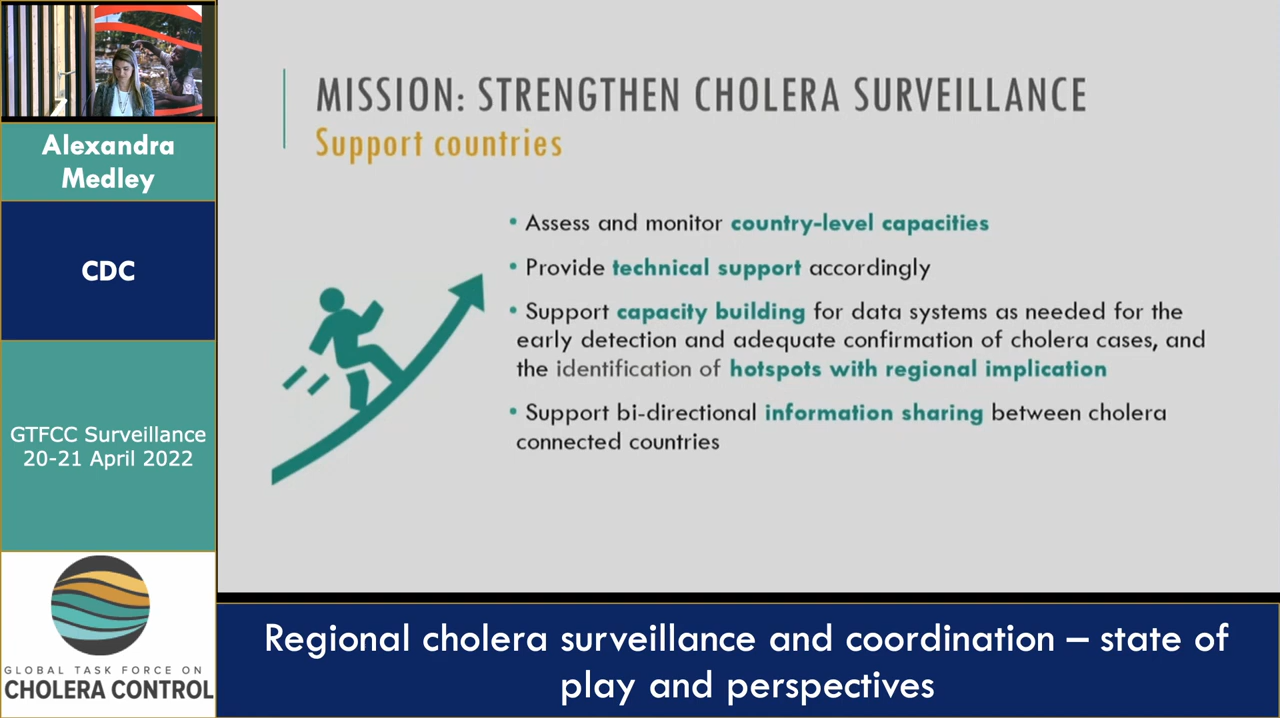 Alexandra
Medley
CDC
GTFCC Surveillance
20-21 April 2022
GLOBAL TASK FORCE ON
CHOLERA CONTROL
MISSION: STRENGTHEN CHOLERA SURVEILLANCE
Support countries
• Assess and monitor country-level capacities
• Provide technical support accordingly
• Support capacity building for data systems as needed for the
early detection and adequate confirmation of cholera cases, and
the identification of hotspots with regional implication
• Support bi-directional information sharing between cholera
connected countries
Regional cholera surveillance and coordination – state of
play and perspectives